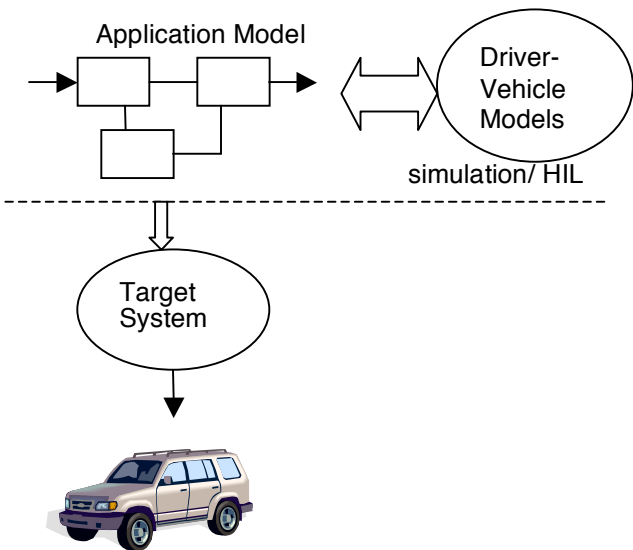 Application Model
Driver-
Vehicle
Models
simulation/ HIL
Target
System